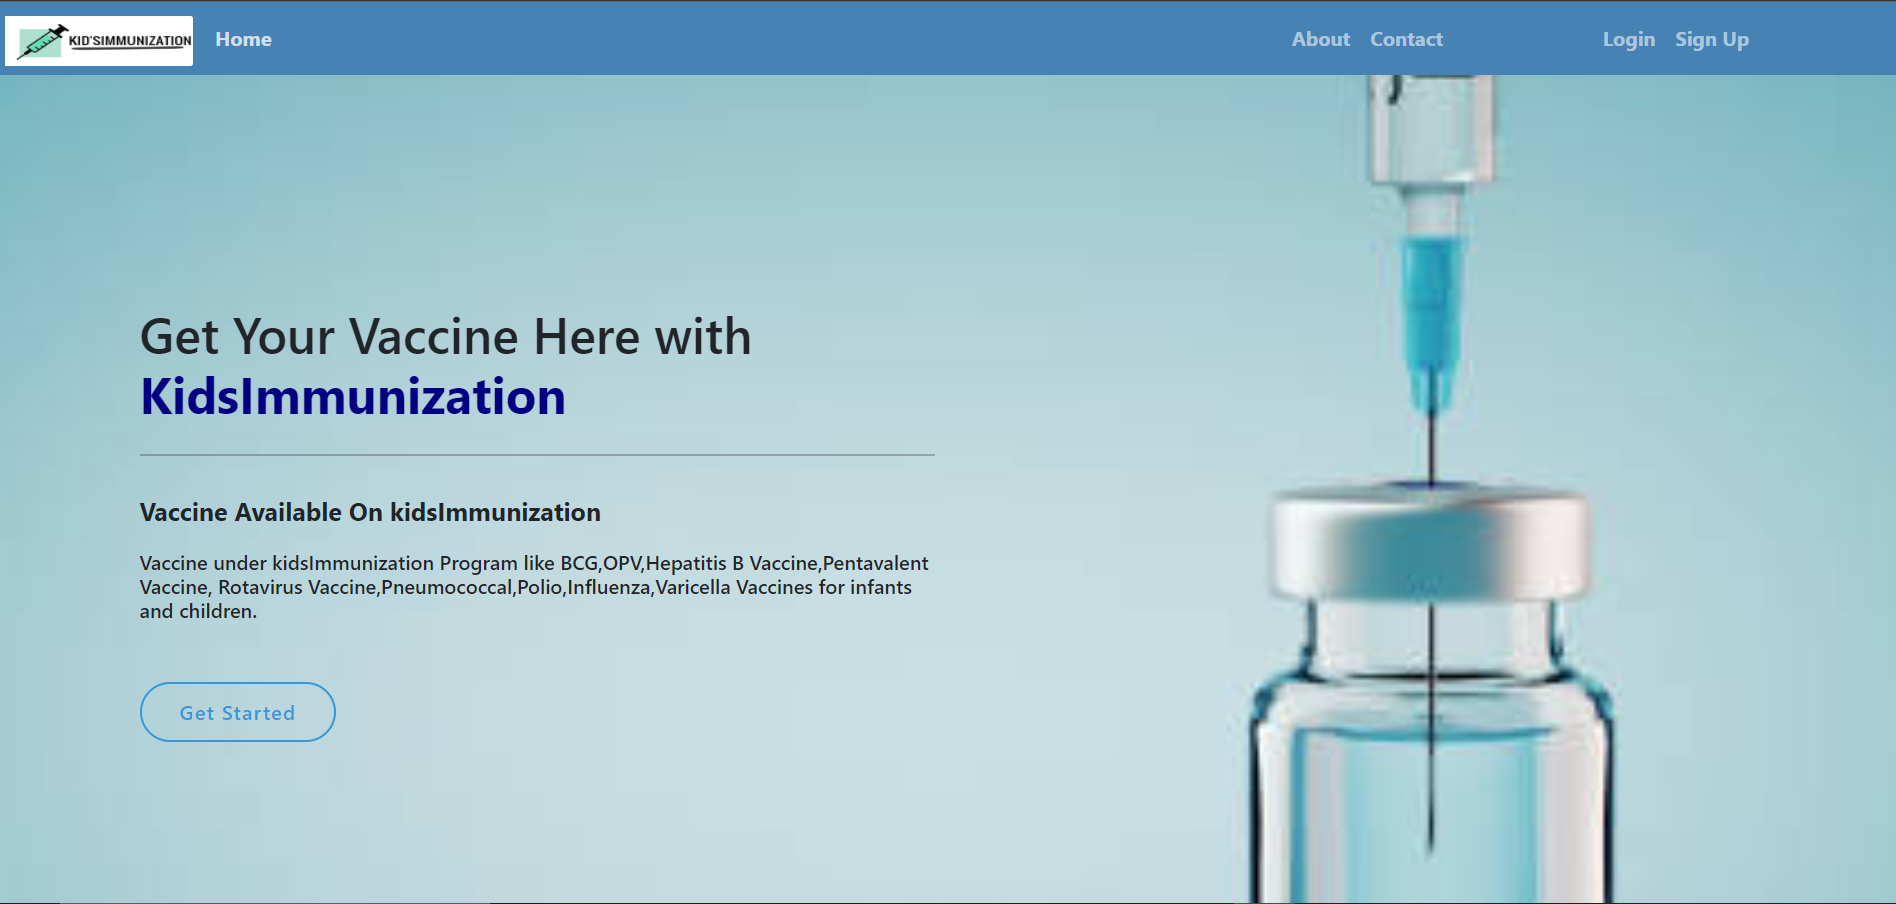 KID'SIMMUNIZATION
Home
About
Contact
Login
Sign Up
Get Your Vaccine Here with
KidsImmunization
Vaccine Available On kidsImmunization
Vaccine under kidsImmunization Program like BCG,OPV,Hepatitis B Vaccine,Pentavalent
Vaccine, Rotavirus Vaccine,Pneumococcal,Polio,Influenza,Varicella Vaccines for infants
and children.
Get Started